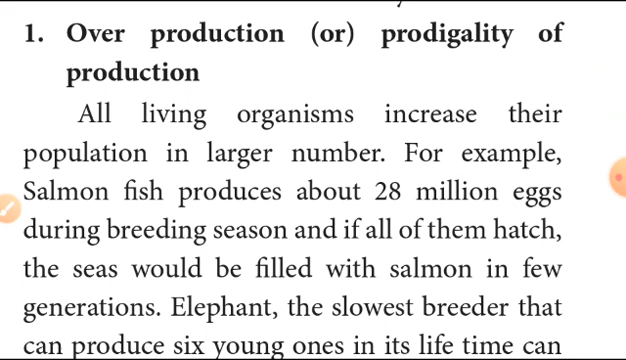 1. Over production (or) prodigality of
production
All living organisms increase their
population in larger number. For example,
Salmon fish produces about 28 million eggs
during breeding season and if all of them hatch,
the seas would be filled with salmon in few
generations. Elephant, the slowest breeder that
can produce six young ones in its life time can